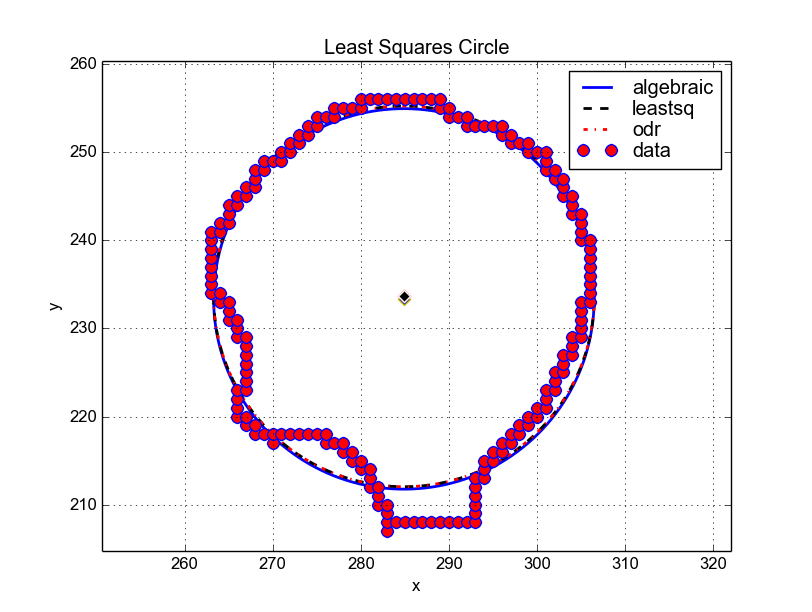 Least Squares Circle
algebraic
leastsq
odr
data
260
250
240
230
220
210
y
260 270 280 290 300 310 320
x